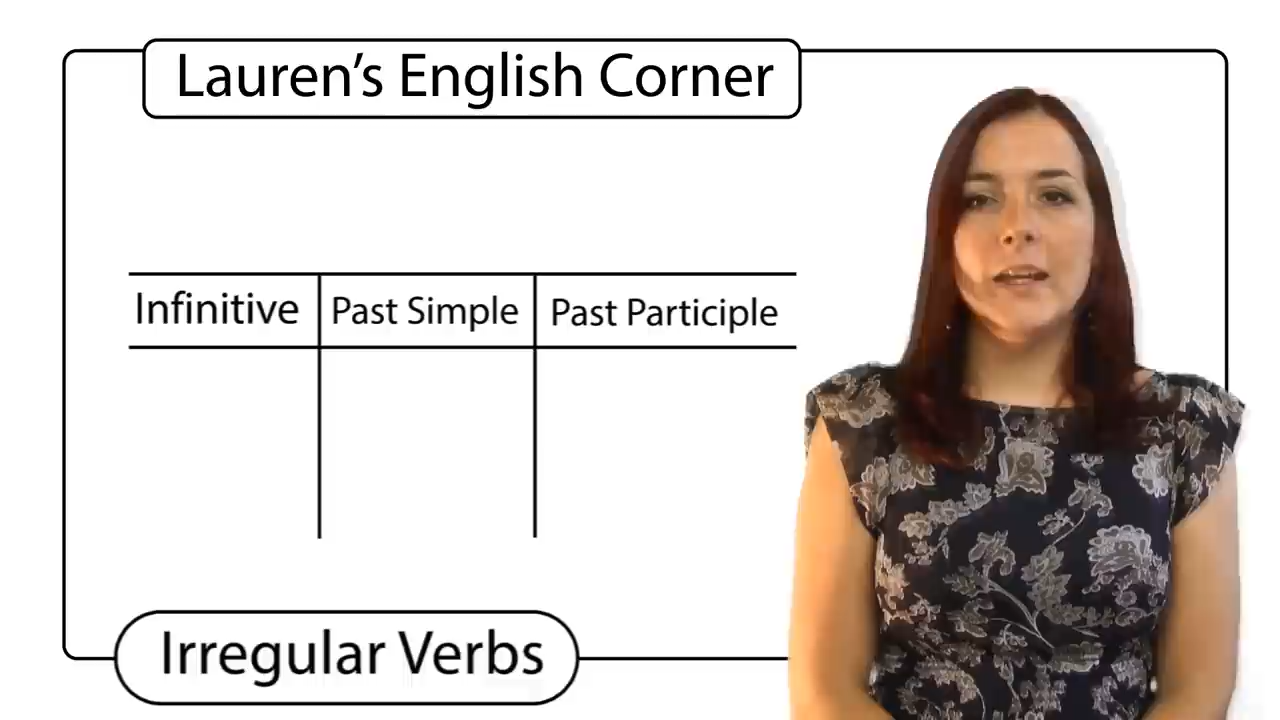 Lauren’s English Corner
Infinitive Past Simple Past Participle
Irregular Verbs